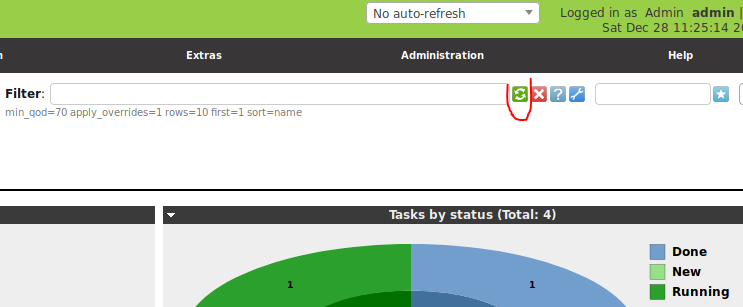 No auto-refresh
Logged in as Admin admin |
Sat Dec 28 11:25:14 20
Extras Administration Help
Filter:
min_qod=70 apply_overrides=1 rows=10 first=1 sort=name
Tasks by status (Total: 4)
Done
New
Running
1 1